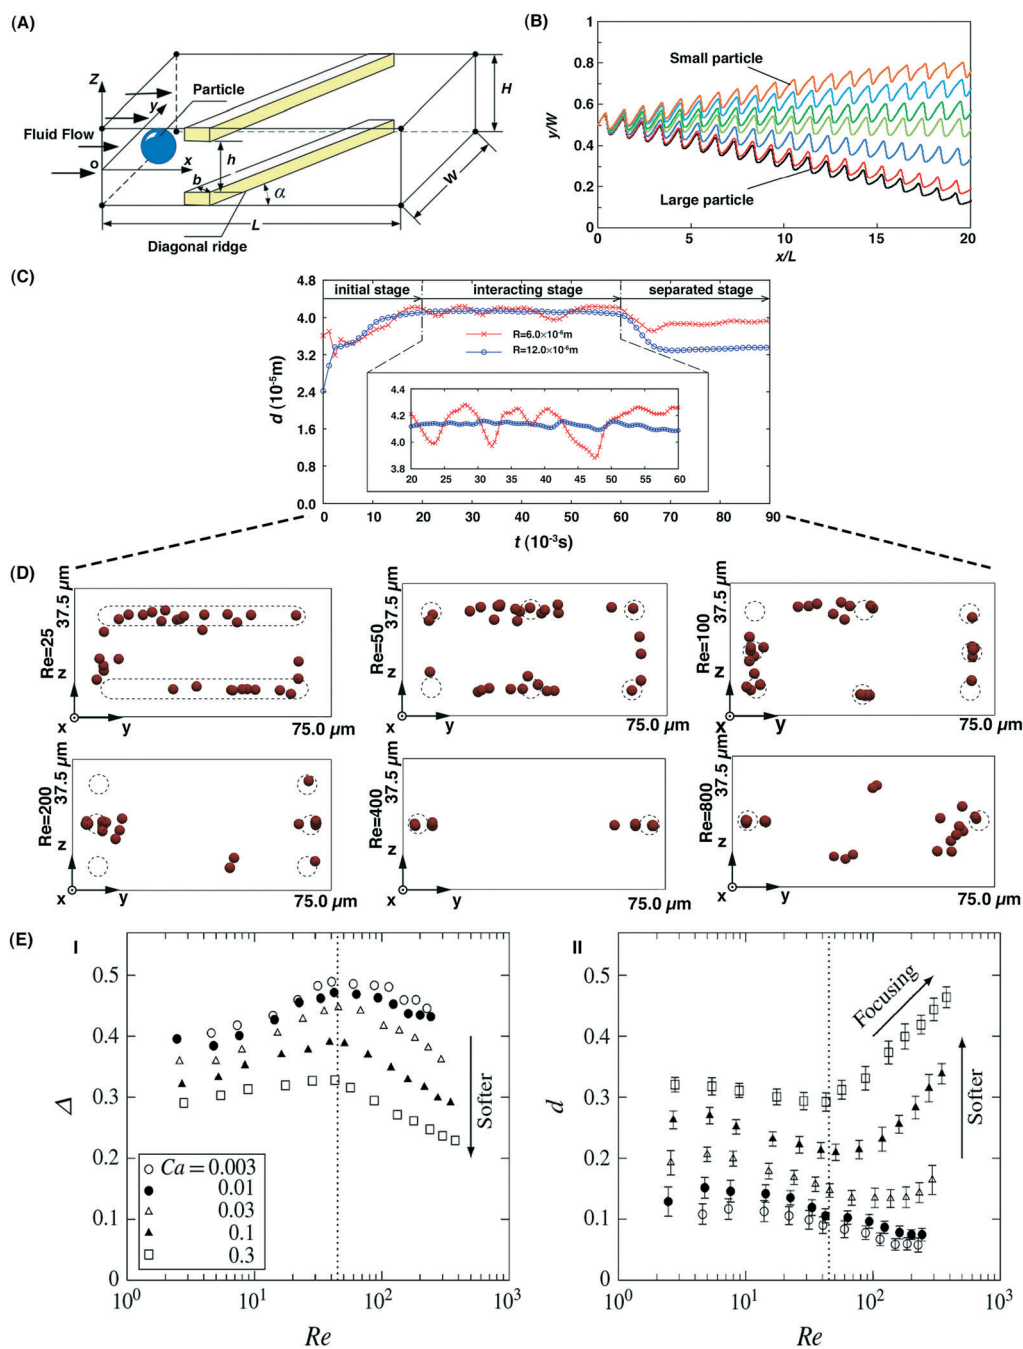 (A)
Z
y
Particle
H
Fluid Flow
o
x
h
b
α
W
L
Diagonal ridge
(B)
1
0.8
0.6
0.4
0.2
0
y/W
Small particle
Large particle
0 5 10 15 20
x/L
(C)
4.8
4.0
3.2
2.4
1.6
0.8
0.0
d (10⁻⁵m)
initial stage interacting stage separated stage
R=6.0×10⁻⁶m
R=12.0×10⁻⁶m
4.4
4.2
4.0
3.8
20 25 30 35 40 45 50 55 60
0 10 20 30 40 50 60 70 80 90
t (10⁻³s)
(D)
Re=25
37.5 μm
z
x y
75.0 μm
Re=50
37.5 μm
z
x y
75.0 μm
Re=100
37.5 μm
z
x y
75.0 μm
Re=200
37.5 μm
z
x y
75.0 μm
Re=400
37.5 μm
z
x y
75.0 μm
Re=800
37.5 μm
z
x y
75.0 μm
(E)
I
0.5
0.4
0.3
0.2
0.1
0
Δ
Softer
Ca = 0.003
0.01
0.03
0.1
0.3
10⁰ 10¹ 10² 10³
Re
II
0.5
0.4
0.3
0.2
0.1
0
d
Focusing
Softer
10⁰ 10¹ 10² 10³
Re